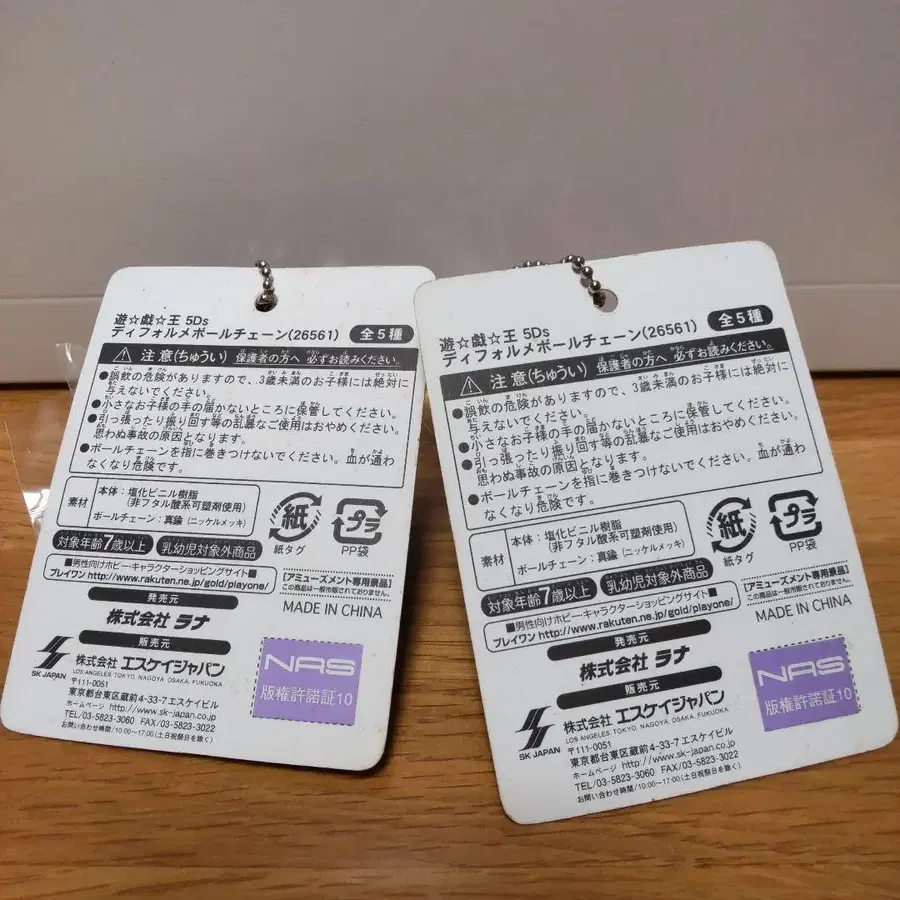 遊☆戯☆王 5Ds
ディフォルメボールチェーン(26561) 全5種
注意(ちゅうい) 保護者の方へ 必ずお読みください。
●誤飲の危険がありますので、3歳未満のお子様には絶対に
与えないでください。
●小さなお子様の手の届かないところに保管してください。
●引っ張ったり振り回す等の乱暴なご使用はおやめください。
思わぬ事故の原因となります。
●ボールチェーンを指に巻きつけないでください。血が通わ
なくなり危険です。
素材
本体:塩化ビニル樹脂
(非フタル酸系可塑剤使用)
ボールチェーン:真鍮(ニッケルメッキ)
紙
紙タグ
プラ
PP袋
対象年齢7歳以上 乳幼児対象外商品
■男性向けホビー・キャラクターショッピングサイト■
プレイワン http://www.rakuten.ne.jp/gold/playone/
[アミューズメント専用景品]
この商品は一般市販されておりません。
MADE IN CHINA
発売元
株式会社 ラナ
販売元
SK JAPAN
株式会社 エスケイジャパン
LOS ANGELES, TOKYO, NAGOYA, OSAKA, FUKUOKA
〒111-0051
東京都台東区蔵前4-33-7エスケイビル
ホームページ http://www.sk-japan.co.jp
TEL/03-5823-3060 FAX/03-5823-3022
お問い合わせ時間/10:00~17:00(土日祝祭日を除く)
NAS
版権許諾証10
遊☆戯☆王 5Ds
ディフォルメボールチェーン(26561) 全5種
注意(ちゅうい) 保護者の方へ 必ずお読みください。
●誤飲の危険がありますので、3歳未満のお子様には絶対に
与えないでください。
●小さなお子様の手の届かないところに保管してください。
●引っ張ったり振り回す等の乱暴なご使用はおやめください。
思わぬ事故の原因となります。
●ボールチェーンを指に巻きつけないでください。血が通わ
なくなり危険です。
素材
本体:塩化ビニル樹脂
(非フタル酸系可塑剤使用)
ボールチェーン:真鍮(ニッケルメッキ)
紙
紙タグ
プラ
PP袋
対象年齢7歳以上 乳幼児対象外商品
■男性向けホビー・キャラクターショッピングサイト■
プレイワン http://www.rakuten.ne.jp/gold/playone/
[アミューズメント専用景品]
この商品は一般市販されておりません。
MADE IN CHINA
発売元
株式会社 ラナ
販売元
SK JAPAN
株式会社 エスケイジャパン
LOS ANGELES, TOKYO, NAGOYA, OSAKA, FUKUOKA
〒111-0051
東京都台東区蔵前4-33-7エスケイビル
ホームページ http://www.sk-japan.co.jp
TEL/03-5823-3060 FAX/03-5823-3022
お問い合わせ時間/10:00~17:00(土日祝祭日を除く)
NAS
版権許諾証10